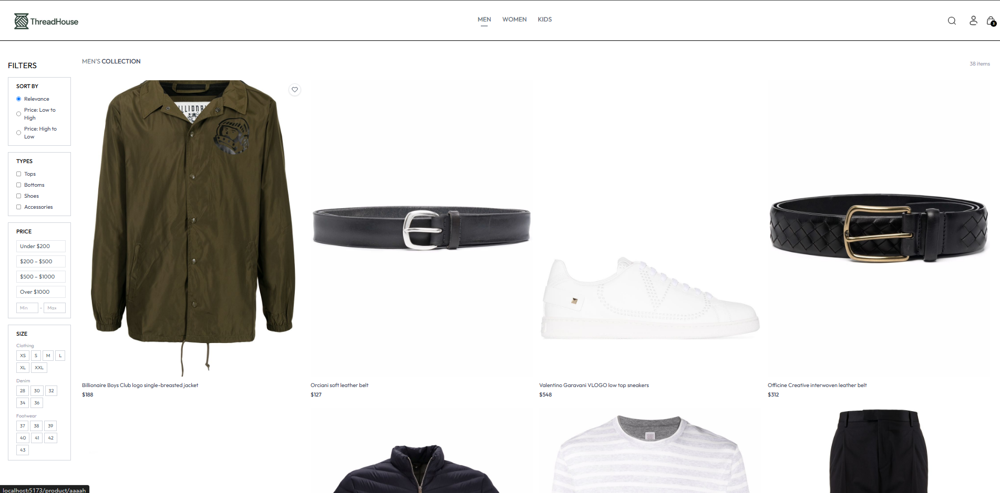 ThreadHouse
MEN WOMEN KIDS
3
FILTERS
MEN'S COLLECTION
38 items
SORT BY
Relevance
Price: Low to
High
Price: High to
Low
TYPES
Tops
Bottoms
Shoes
Accessories
PRICE
Under $200
$200 – $500
$500 – $1000
Over $1000
Min – Max
SIZE
Clothing
XS S M L
XL XXL
Denim
28 30 32
34 36
Footwear
37 38 39
40 41 42
43
Billionaire Boys Club logo single-breasted jacket
$188
Orciani soft leather belt
$127
Valentino Garavani VLOGO low top sneakers
$548
Officine Creative interwoven leather belt
$312
localhost:5173/product/aaaah